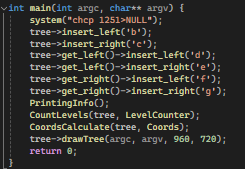 int main(int argc, char** argv) {
system("chcp 1251>NULL");
tree->insert_left('b');
tree->insert_right('c');
tree->get_left()->insert_left('d');
tree->get_left()->insert_right('e');
tree->get_right()->insert_left('f');
tree->get_right()->insert_right('g');
PrintingInfo();
CountLevels(tree, LevelCounter);
CoordsCalculate(tree, Coords);
tree->drawTree(argc, argv, 960, 720);
return 0;
}